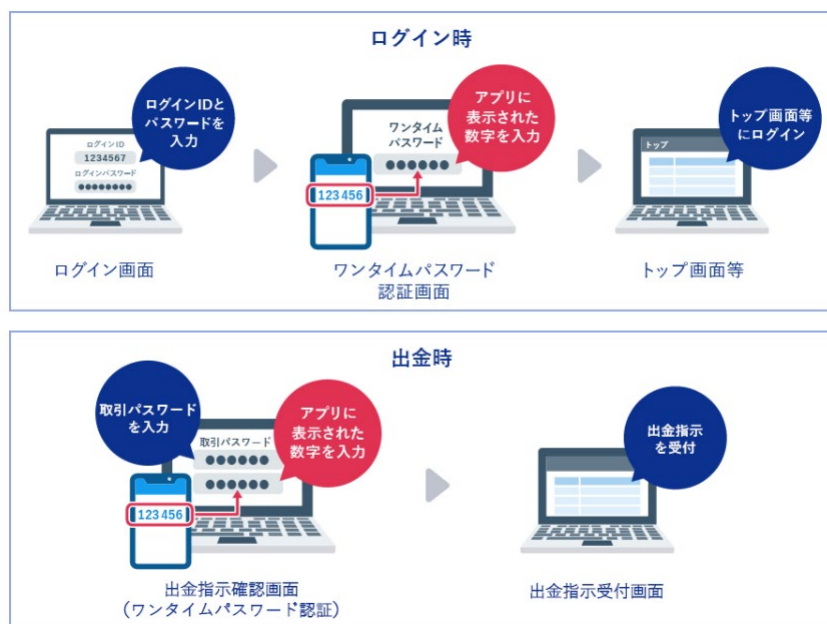 ログイン時
ログインIDと
パスワードを
入力
ログインID
1234567
ログインパスワード
ワンタイム
パスワード
アプリに
表示された
数字を入力
123 456
トップ画面等
にログイン
トップ
ログイン画面
ワンタイムパスワード
認証画面
トップ画面等
出金時
取引パスワード
を入力
取引パスワード
アプリに
表示された
数字を入力
123 456
出金指示
を受付
出金指示確認画面
(ワンタイムパスワード認証)
出金指示受付画面